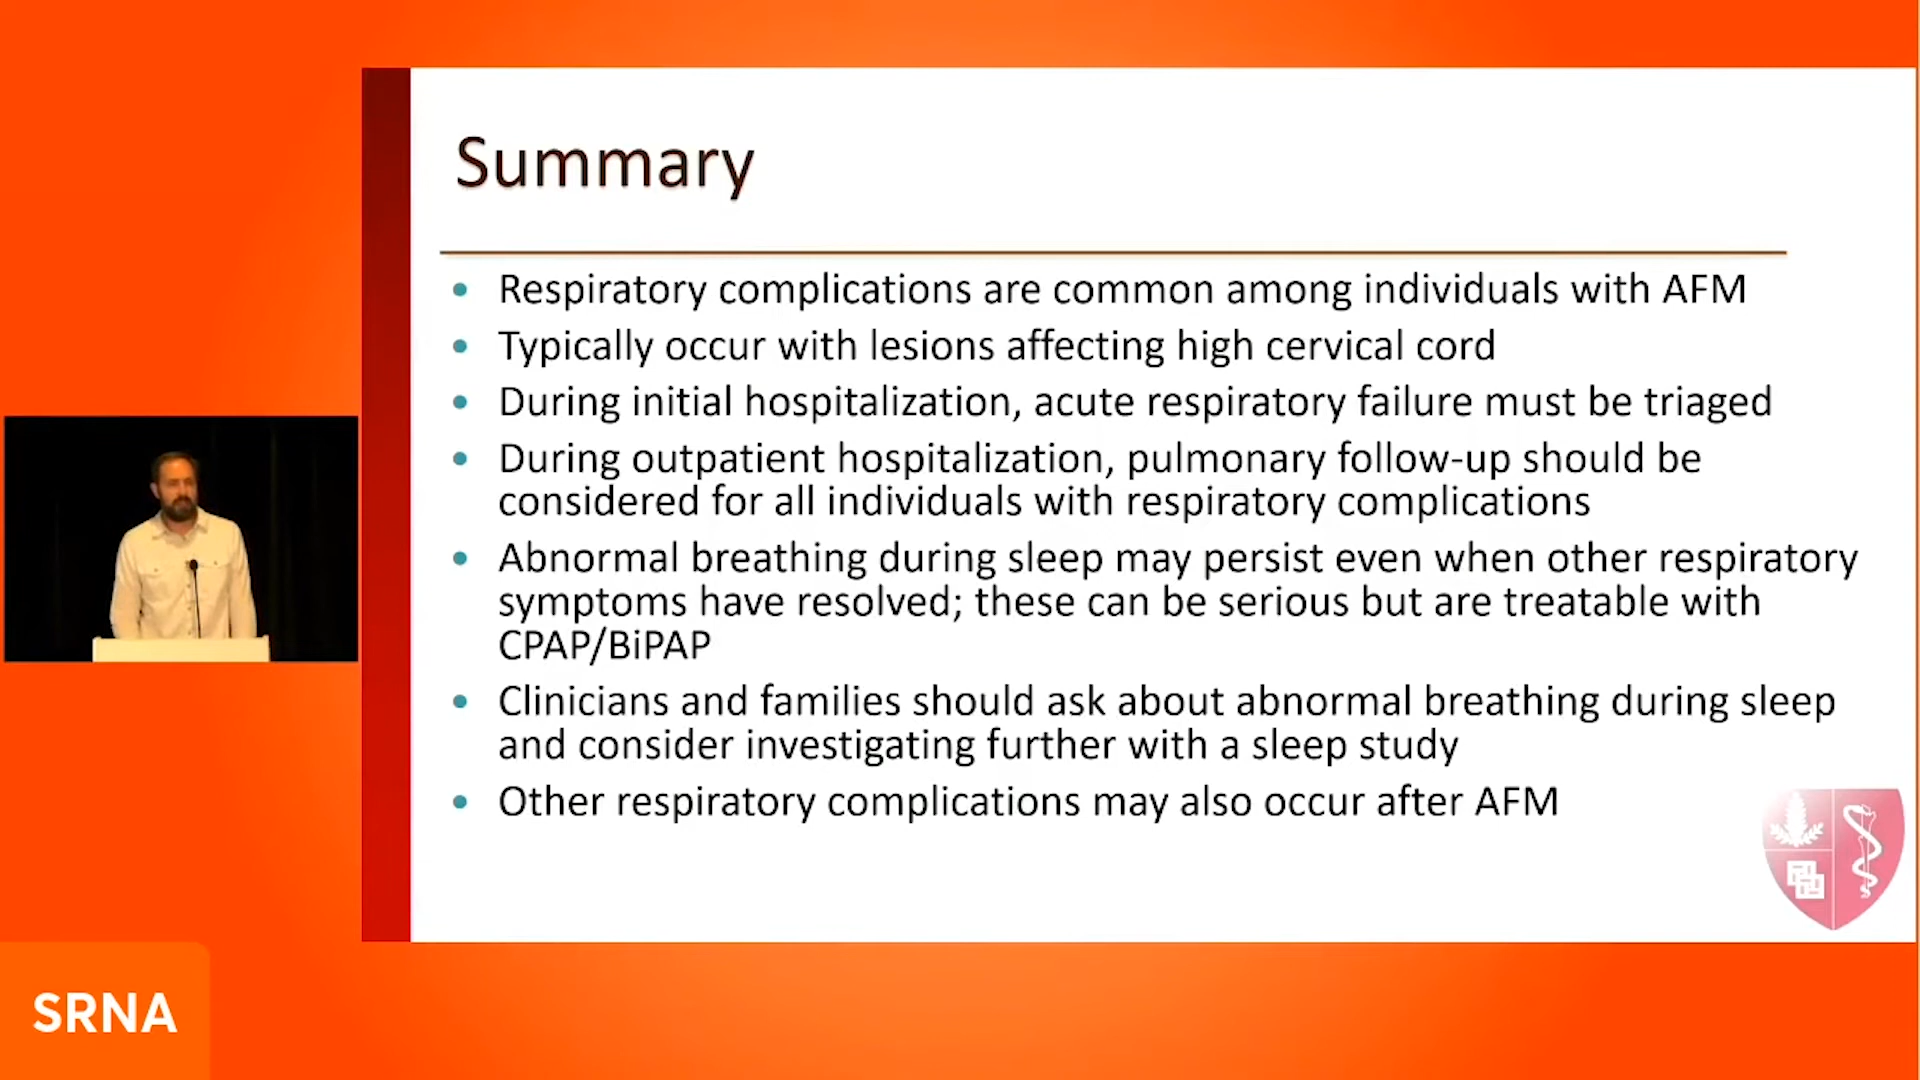 Summary
• Respiratory complications are common among individuals with AFM
• Typically occur with lesions affecting high cervical cord
• During initial hospitalization, acute respiratory failure must be triaged
• During outpatient hospitalization, pulmonary follow-up should be
considered for all individuals with respiratory complications
• Abnormal breathing during sleep may persist even when other respiratory
symptoms have resolved; these can be serious but are treatable with
CPAP/BiPAP
• Clinicians and families should ask about abnormal breathing during sleep
and consider investigating further with a sleep study
• Other respiratory complications may also occur after AFM
SRNA